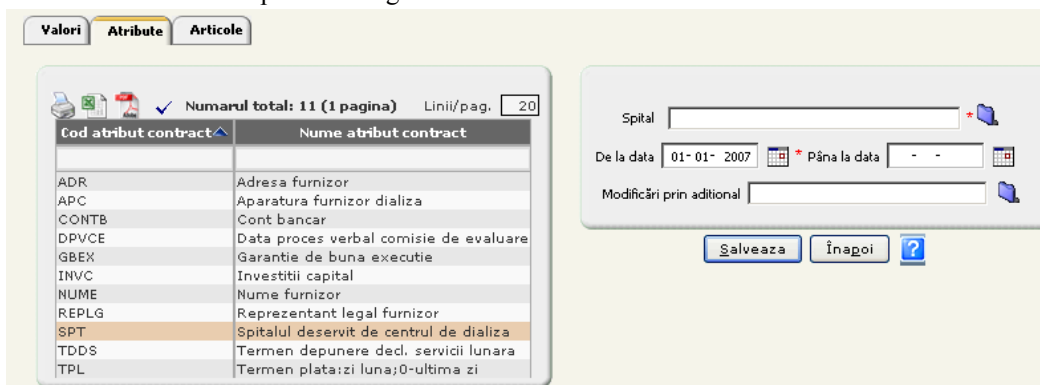 Valori Atribute Articole
Numarul total: 11 (1 pagina) Linii/pag. 20
Cod atribut contract Nume atribut contract
ADR Adresa furnizor
APC Aparatura furnizor dializa
CONTB Cont bancar
DPVCE Data proces verbal comisie de evaluare
GBEX Garantie de buna executie
INVC Investitii capital
NUME Nume furnizor
REPLG Reprezentant legal furnizor
SPT Spitalul deservit de centrul de dializa
TDDS Termen depunere decl. servicii lunara
TPL Termen plata:zi luna;0-ultima zi
Spital *
De la data 01-01- 2007 * Pâna la data - -
Modificări prin aditional
Salveaza Înapoi ?